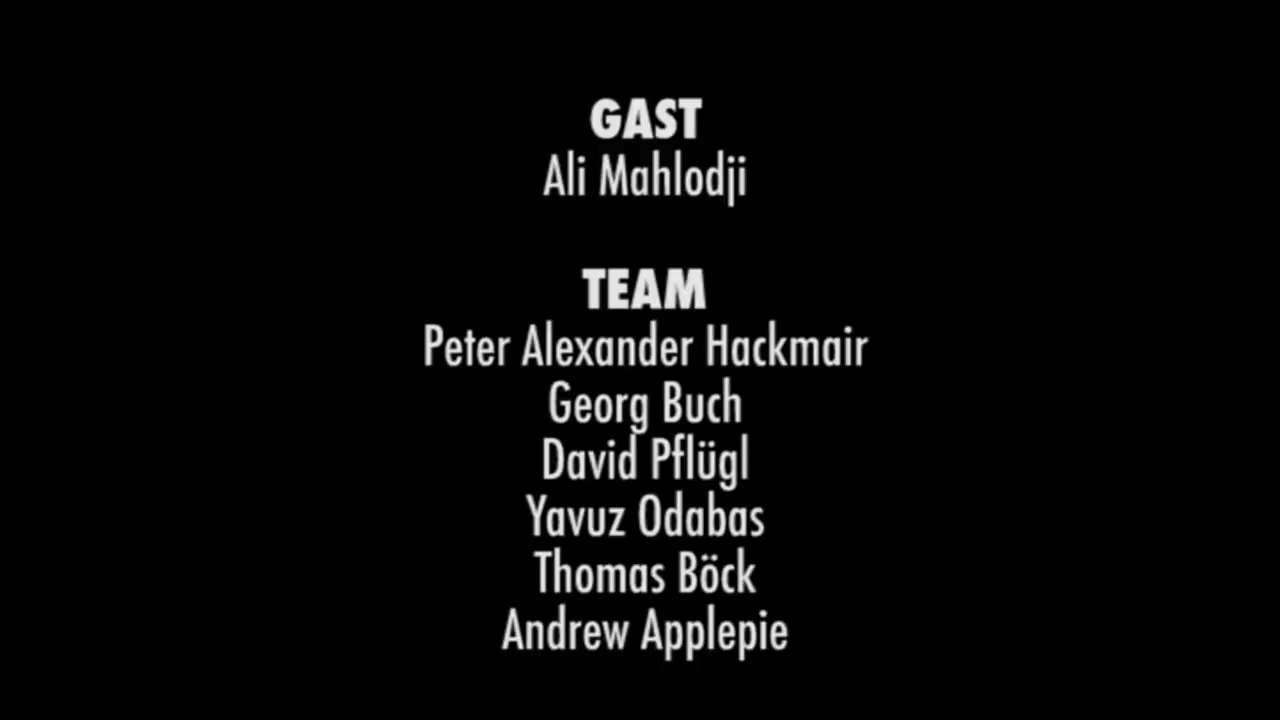 GAST
Ali Mahlodji
TEAM
Peter Alexander Hackmair
Georg Buch
David Pflügl
Yavuz Odabas
Thomas Böck
Andrew Applepie